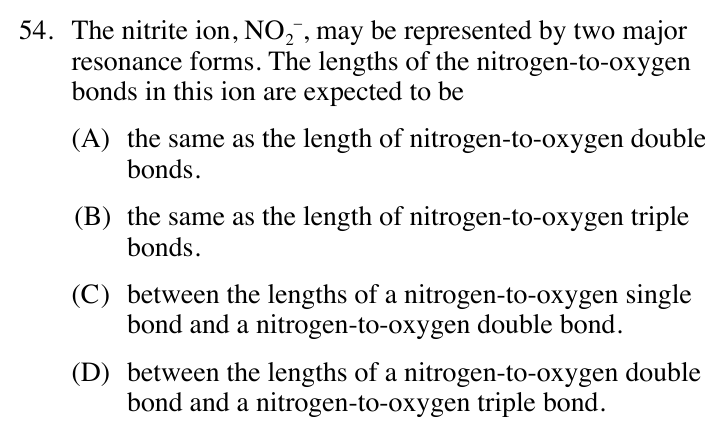 54. The nitrite ion, NO₂⁻, may be represented by two major
resonance forms. The lengths of the nitrogen-to-oxygen
bonds in this ion are expected to be
(A) the same as the length of nitrogen-to-oxygen double
bonds.
(B) the same as the length of nitrogen-to-oxygen triple
bonds.
(C) between the lengths of a nitrogen-to-oxygen single
bond and a nitrogen-to-oxygen double bond.
(D) between the lengths of a nitrogen-to-oxygen double
bond and a nitrogen-to-oxygen triple bond.